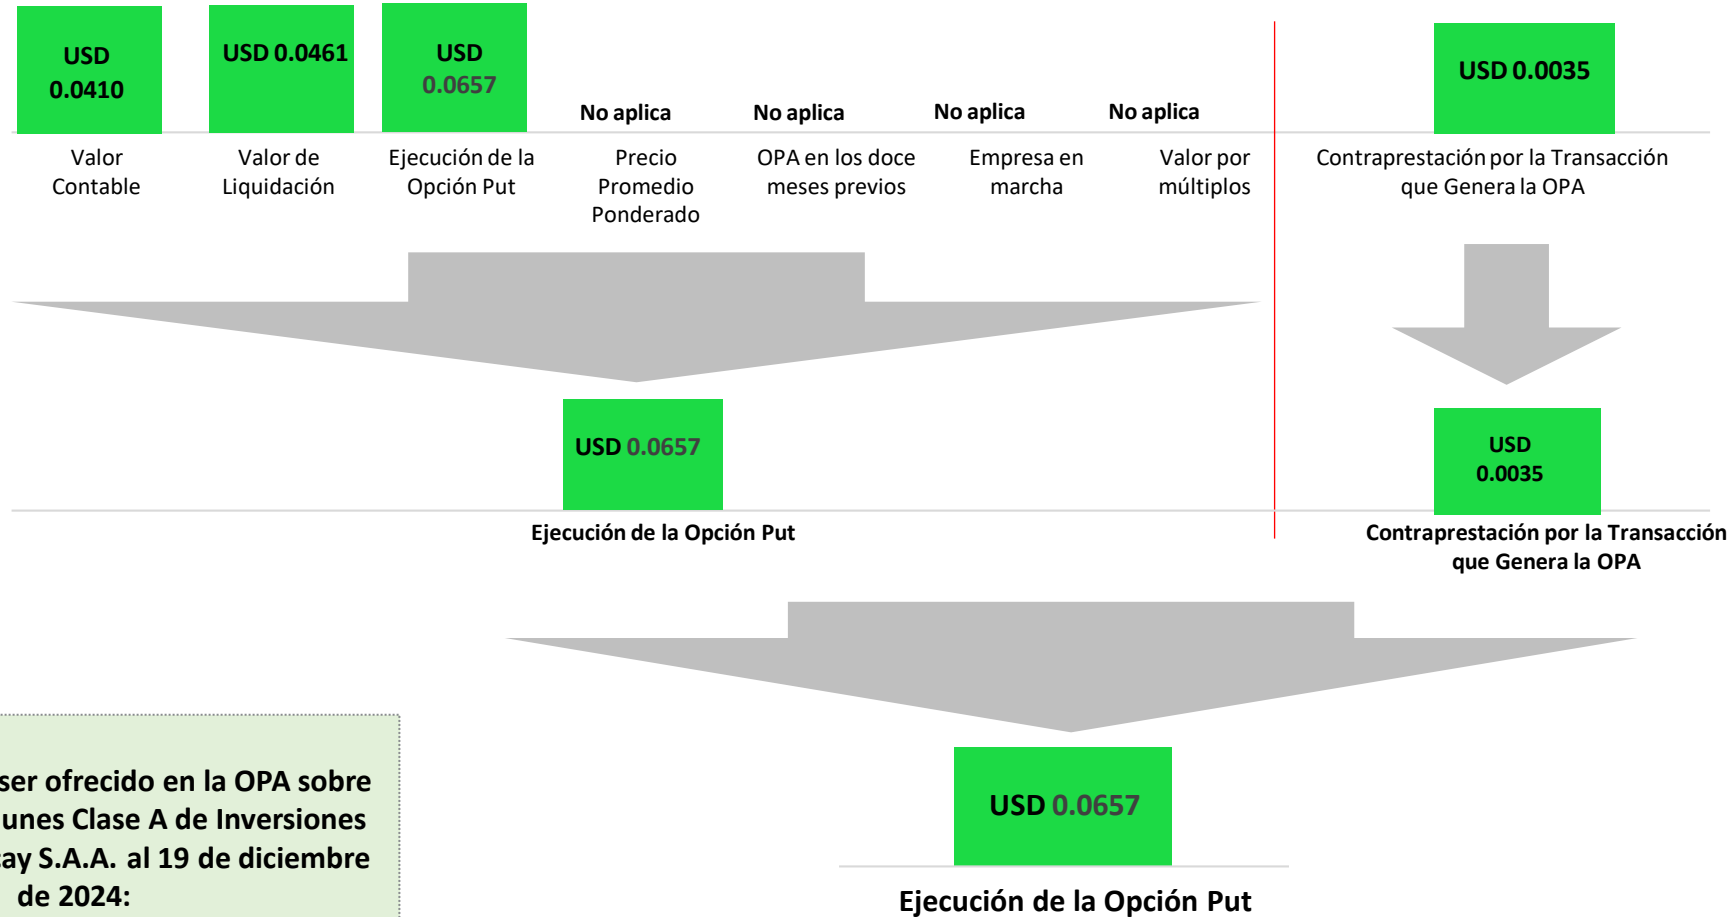 USD
0.0410
USD 0.0461
USD
0.0657
No aplica
No aplica
No aplica
No aplica
USD 0.0035
Valor
Contable
Valor de
Liquidación
Ejecución de la
Opción Put
Precio
Promedio
Ponderado
OPA en los doce
meses previos
Empresa en
marcha
Valor por
múltiplos
Contraprestación por la Transacción
que Genera la OPA
USD 0.0657
USD
0.0035
Ejecución de la Opción Put
Contraprestación por la Transacción
que Genera la OPA
ser ofrecido en la OPA sobre
unes Clase A de Inversiones
ay S.A.A. al 19 de diciembre
de 2024:
USD 0.0657
Ejecución de la Opción Put